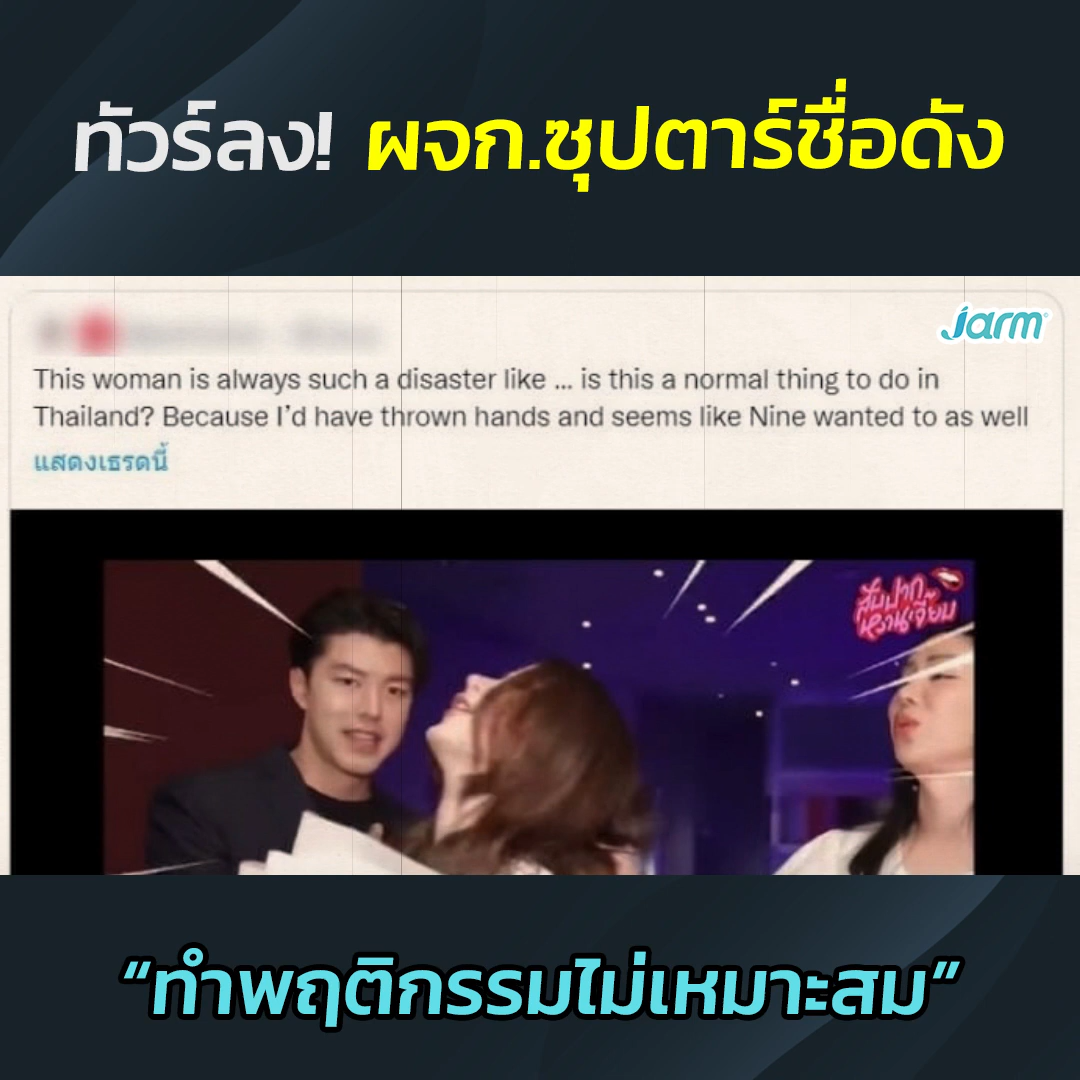 ทัวร์ลง! ผจก.ซุปตาร์ชื่อดัง
jarm
This woman is always such a disaster like ... is this a normal thing to do in
Thailand? Because I’d have thrown hands and seems like Nine wanted to as well
แสดงเธรดนี้
สับปาก
หวานเจี๊ยบ
“ทำพฤติกรรมไม่เหมาะสม”